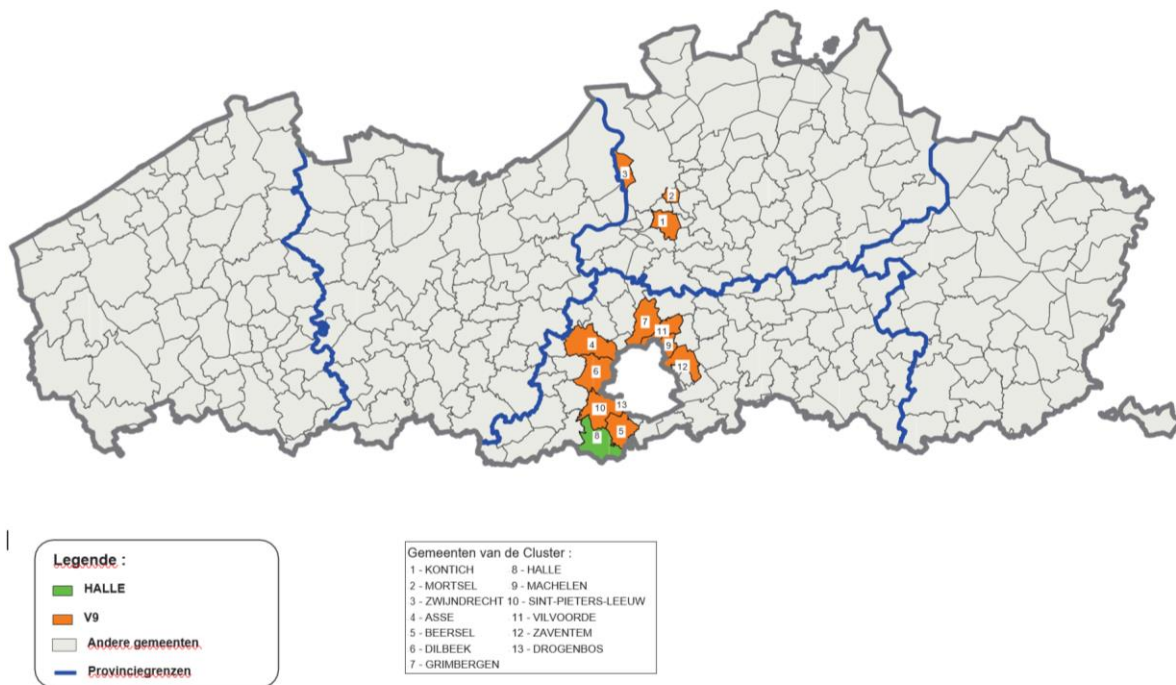 3
2
1
7
11
4
9
12
6
13
10
5
8
Legende :
HALLE
V9
Andere gemeenten
Provinciegrenzen
Gemeenten van de Cluster :
1 - KONTICH 8 - HALLE
2 - MORTSEL 9 - MACHELEN
3 - ZWIJNDRECHT 10 - SINT-PIETERS-LEEUW
4 - ASSE 11 - VILVOORDE
5 - BEERSEL 12 - ZAVENTEM
6 - DILBEEK 13 - DROGENBOS
7 - GRIMBERGEN